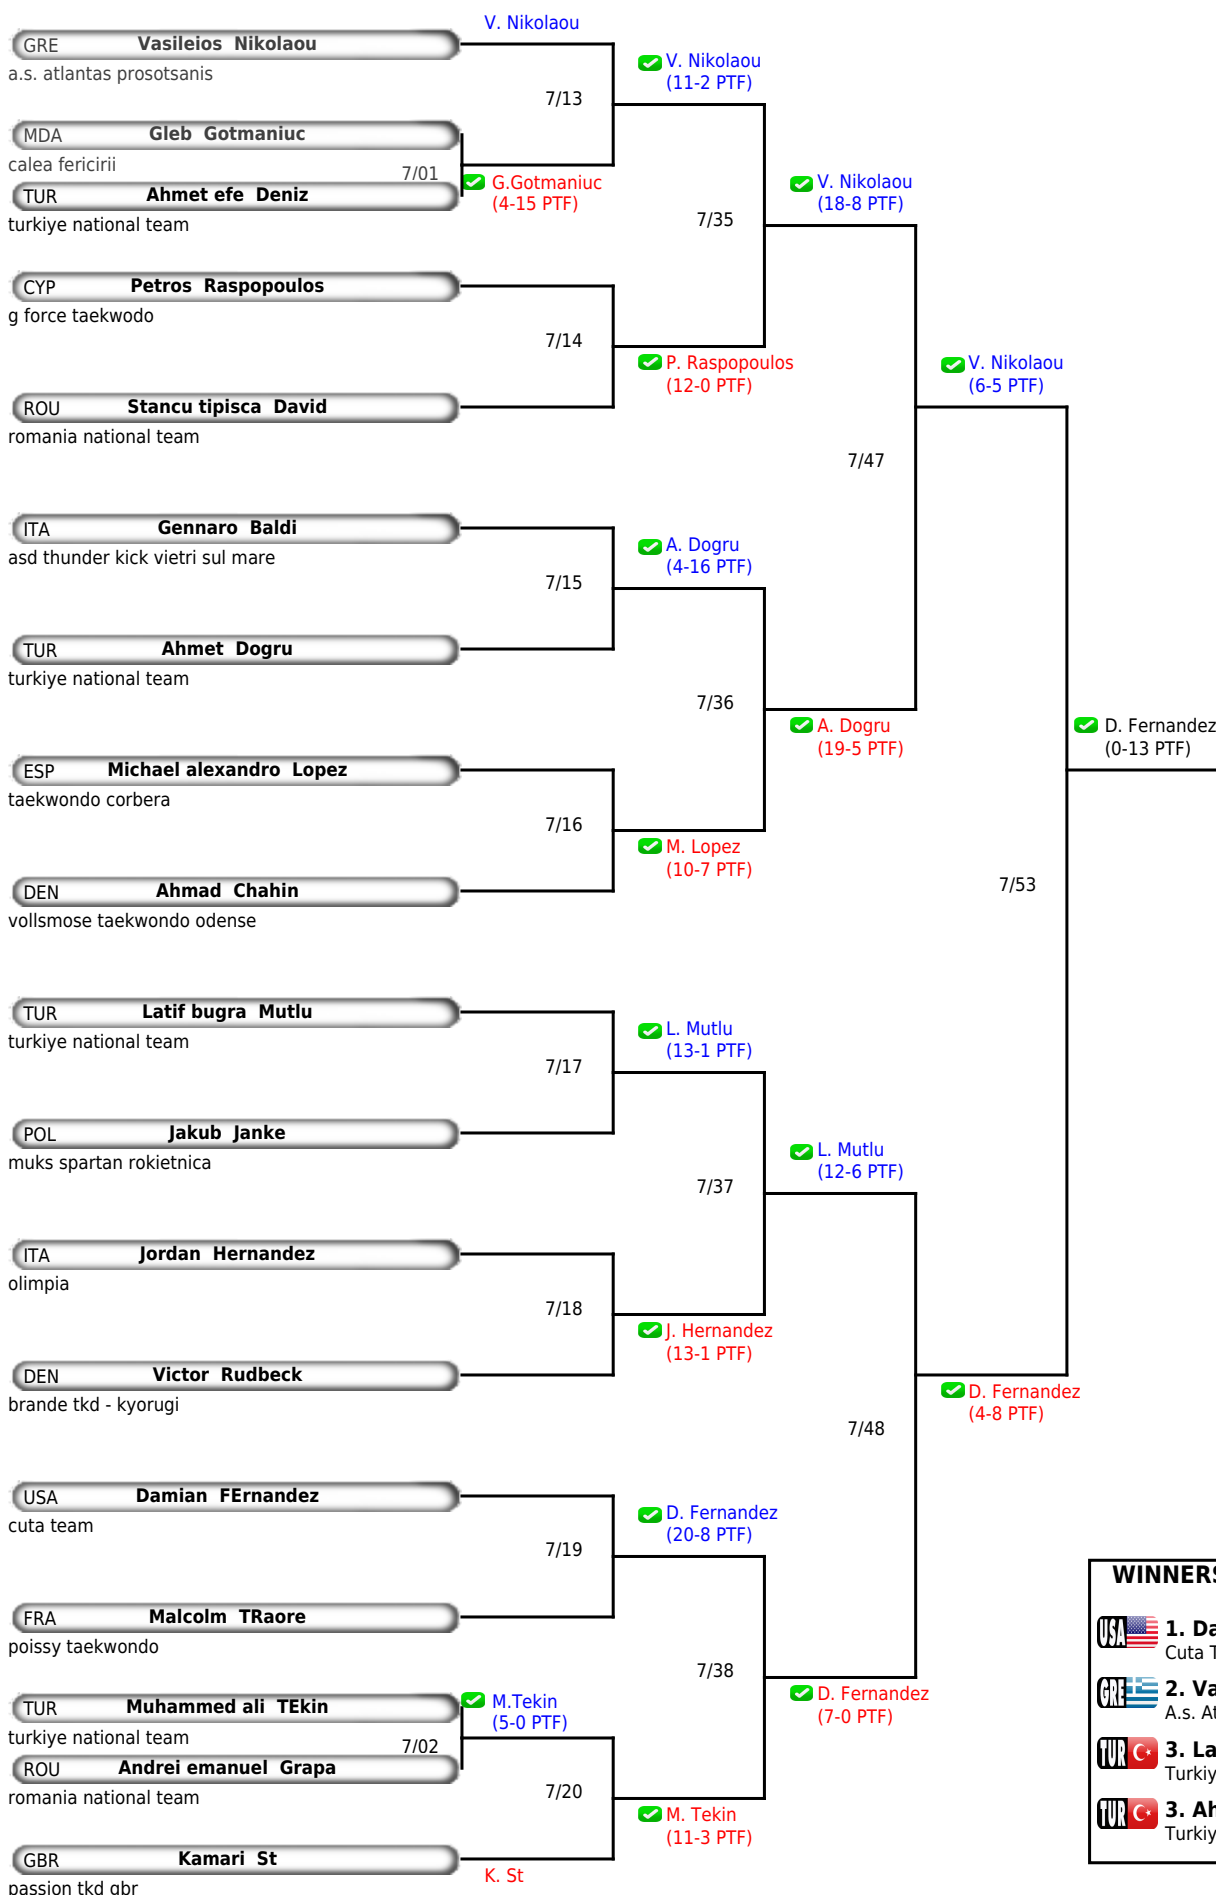 V. Nikolaou
GRE Vasileios Nikolaou
a.s. atlantas prosotsanis
V. Nikolaou
(11-2 PTF)
7/13
MDA Gleb Gotmaniuc
calea fericirii
7/01
G.Gotmaniuc
(4-15 PTF)
TUR Ahmet efe Deniz
turkiye national team
V. Nikolaou
(18-8 PTF)
7/35
CYP Petros Raspopoulos
g force taekwodo
7/14
P. Raspopoulos
(12-0 PTF)
V. Nikolaou
(6-5 PTF)
ROU Stancu tipisca David
romania national team
7/47
ITA Gennaro Baldi
asd thunder kick vietri sul mare
A. Dogru
(4-16 PTF)
7/15
TUR Ahmet Dogru
turkiye national team
7/36
A. Dogru
(19-5 PTF)
D. Fernandez
(0-13 PTF)
ESP Michael alexandro Lopez
taekwondo corbera
7/16
M. Lopez
(10-7 PTF)
DEN Ahmad Chahin
vollsmose taekwondo odense
7/53
TUR Latif bugra Mutlu
turkiye national team
L. Mutlu
(13-1 PTF)
7/17
POL Jakub Janke
muks spartan rokietnica
L. Mutlu
(12-6 PTF)
7/37
ITA Jordan Hernandez
olimpia
7/18
J. Hernandez
(13-1 PTF)
DEN Victor Rudbeck
brande tkd - kyorugi
D. Fernandez
(4-8 PTF)
7/48
USA Damian FErnandez
cuta team
D. Fernandez
(20-8 PTF)
7/19
FRA Malcolm TRaore
poissy taekwondo
7/38
D. Fernandez
(7-0 PTF)
TUR Muhammed ali TEkin
turkiye national team
7/02
M.Tekin
(5-0 PTF)
ROU Andrei emanuel Grapa
romania national team
7/20
M. Tekin
(11-3 PTF)
GBR Kamari St
passion tkd gbr
K. St
WINNERS
USA 1. Da
Cuta T
GRE 2. Va
A.s. At
TUR 3. La
Turkiy
TUR 3. Ah
Turkiy